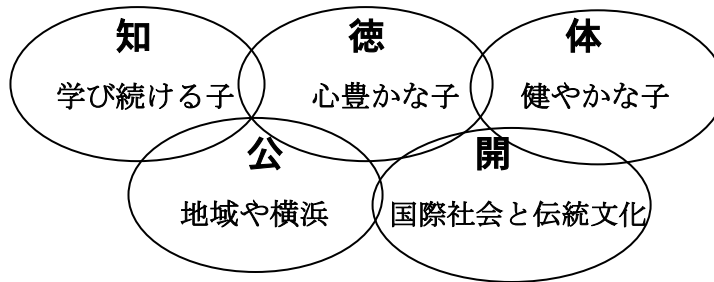 知 徳 体
学び続ける子 心豊かな子 健やかな子
公 開
地域や横浜 国際社会と伝統文化